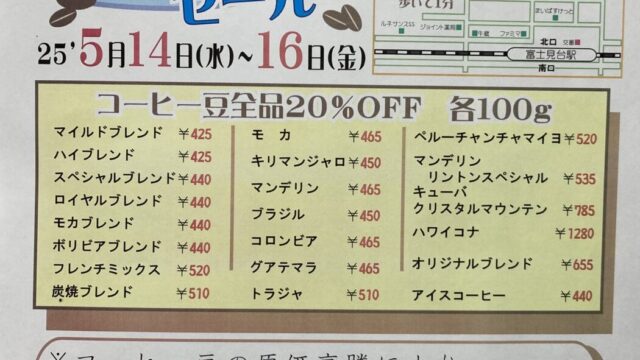 セール
歩いて1分
まいばすけっと
ルネサンスSS
ジョイント薬局
北口
交番
牛蔵
ファミマ
富士見台駅
南口
25'5月14日(水)~16日(金)
コーヒー豆全品20%OFF 各100g
マイルドブレンド ¥425
ハイブレンド ¥425
スペシャルブレンド ¥440
ロイヤルブレンド ¥440
モカブレンド ¥440
ボリビアブレンド ¥440
フレンチミックス ¥520
炭焼ブレンド ¥510
モカ ¥465
キリマンジャロ ¥450
マンデリン ¥465
ブラジル ¥450
コロンビア ¥465
グアテマラ ¥465
トラジャ ¥510
ペルーチャンチャマイヨ ¥520
マンデリン
リントンスペシャル ¥535
キューバ
クリスタルマウンテン ¥785
ハワイコナ ¥1280
オリジナルブレンド ¥655
アイスコーヒー ¥440